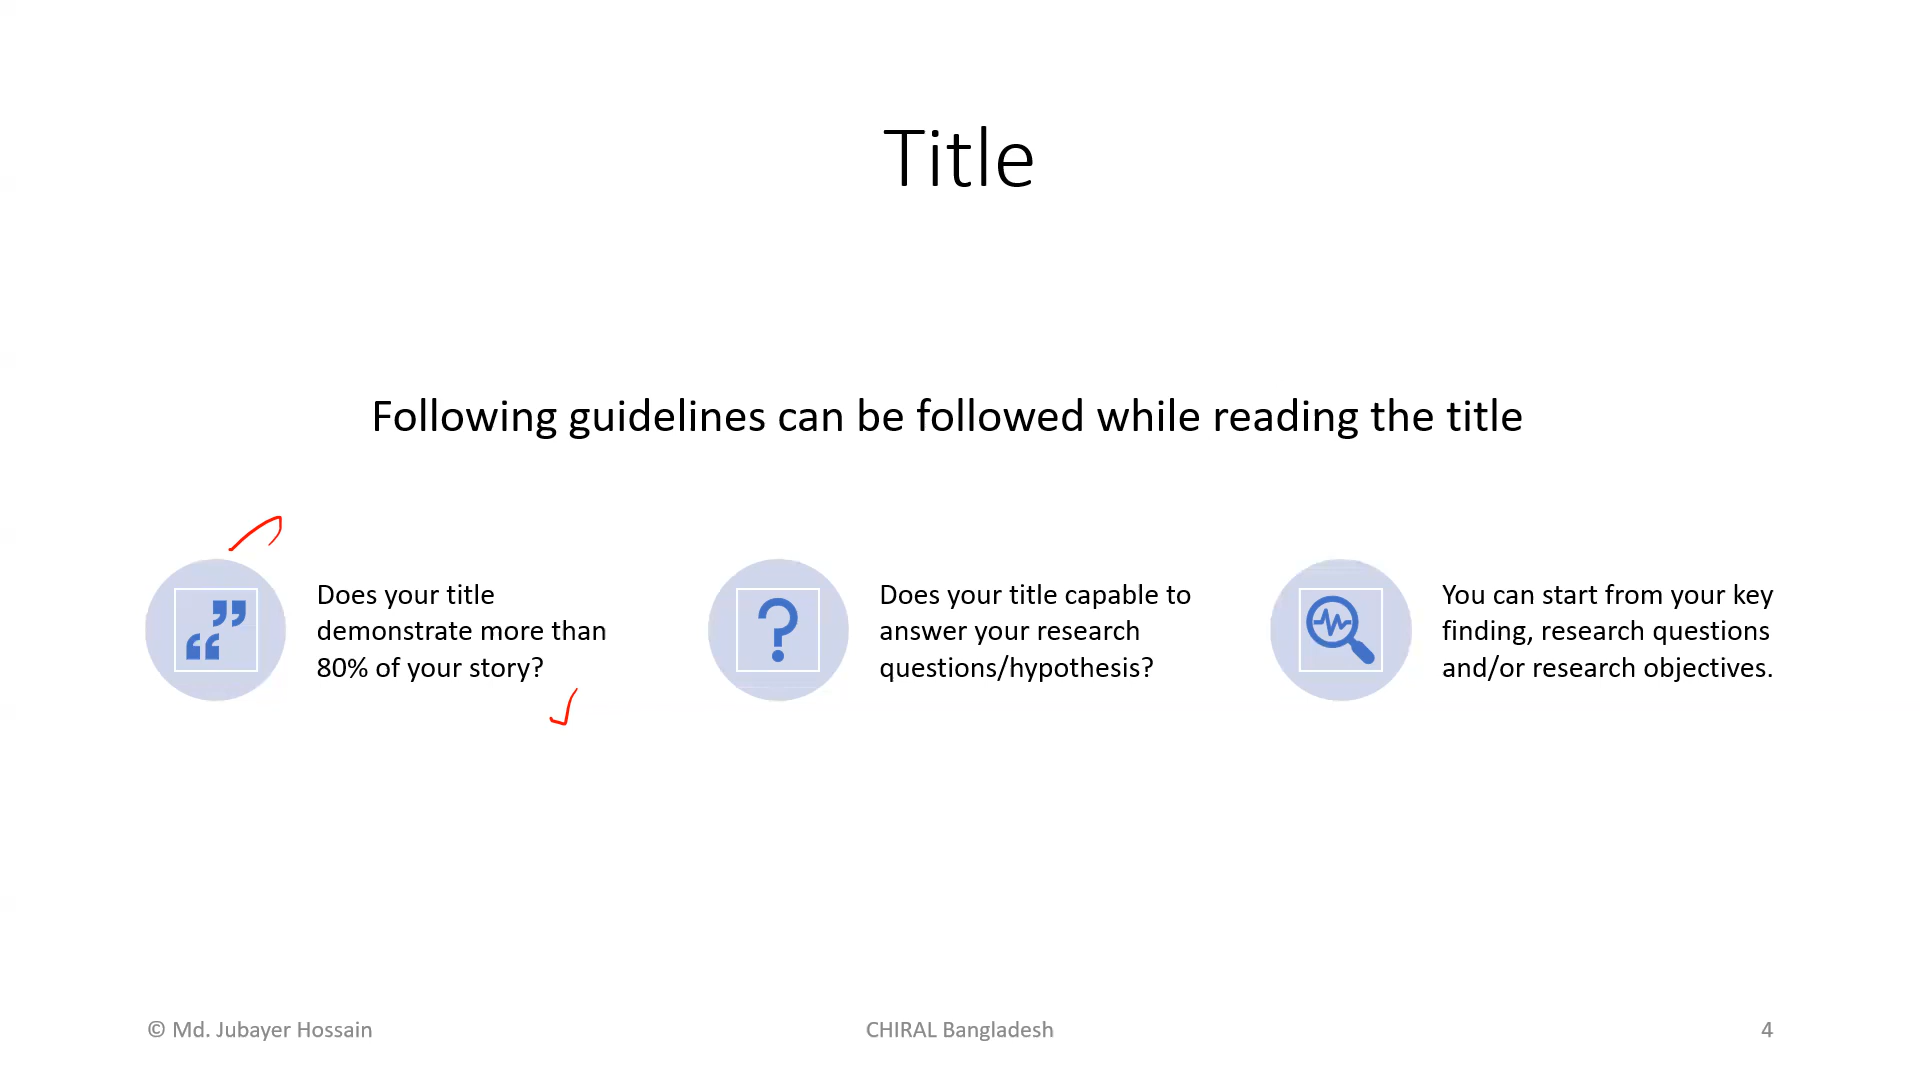 Title
Following guidelines can be followed while reading the title
Does your title
demonstrate more than
80% of your story?
Does your title capable to
answer your research
questions/hypothesis?
You can start from your key
finding, research questions
and/or research objectives.
© Md. Jubayer Hossain
CHIRAL Bangladesh
4